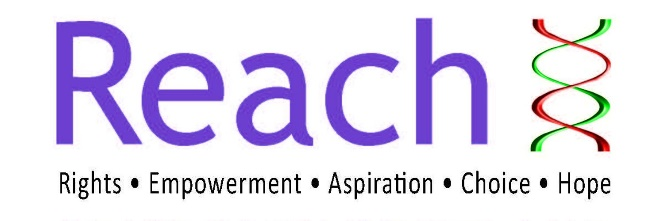 Reach
Rights • Empowerment • Aspiration • Choice • Hope